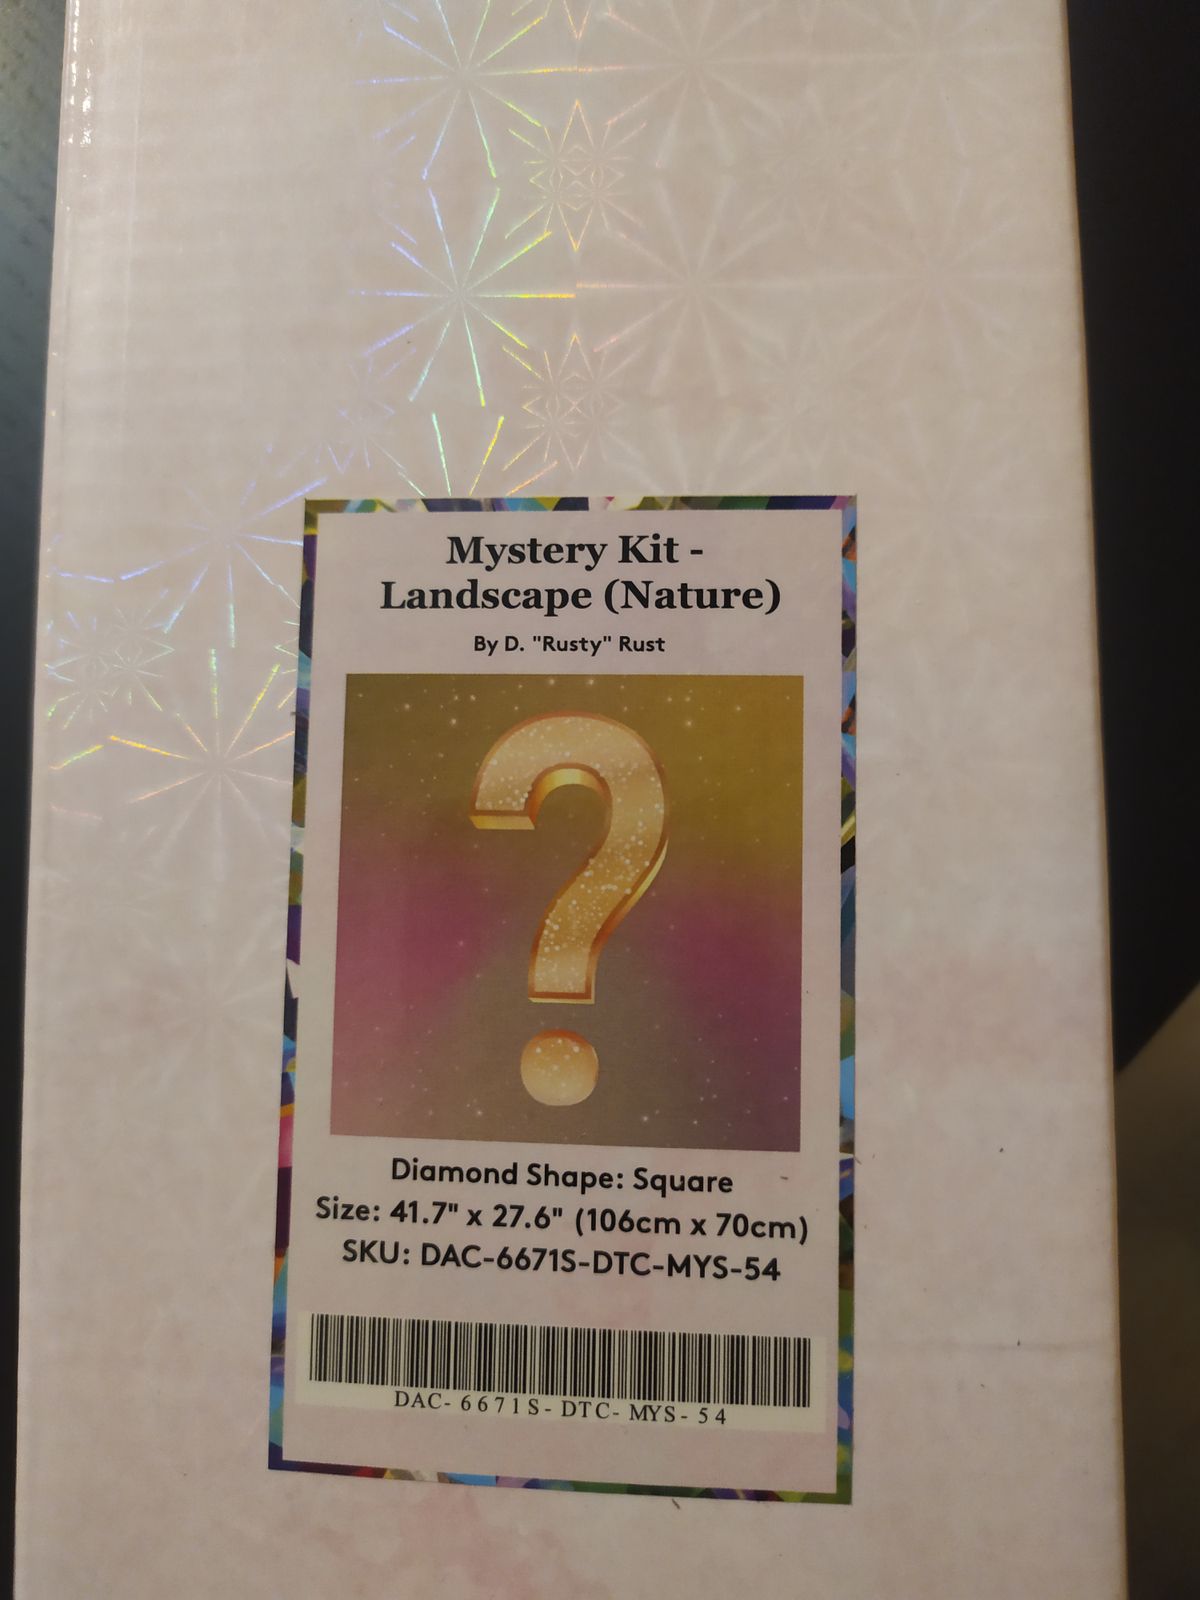 Mystery Kit -
Landscape (Nature)
By D. "Rusty" Rust
?
Diamond Shape: Square
Size: 41.7" x 27.6" (106cm x 70cm)
SKU: DAC-6671S-DTC-MYS-54
DAC-6671S-DTC-MYS-54